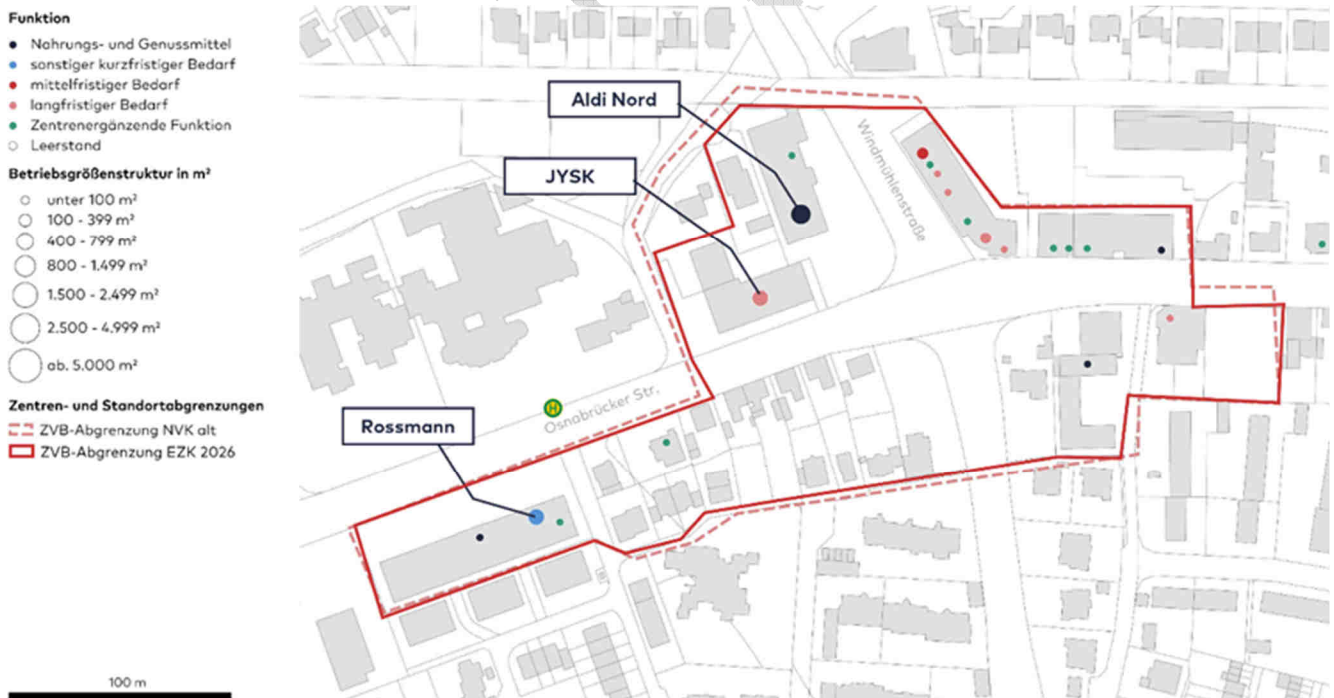 Funktion
Nahrungs- und Genussmittel
sonstiger kurzfristiger Bedarf
mittelfristiger Bedarf
langfristiger Bedarf
Zentrenergänzende Funktion
Leerstand
Betriebsgrößenstruktur in m²
unter 100 m²
100 - 399 m²
400 - 799 m²
800 - 1.499 m²
1.500 - 2.499 m²
2.500 - 4.999 m²
ab. 5.000 m²
Zentren- und Standortabgrenzungen
ZVB-Abgrenzung NVK alt
ZVB-Abgrenzung EZK 2026
100 m
Aldi Nord
JYSK
Windmühlenstraße
H
Osnabrücker Str.
Rossmann